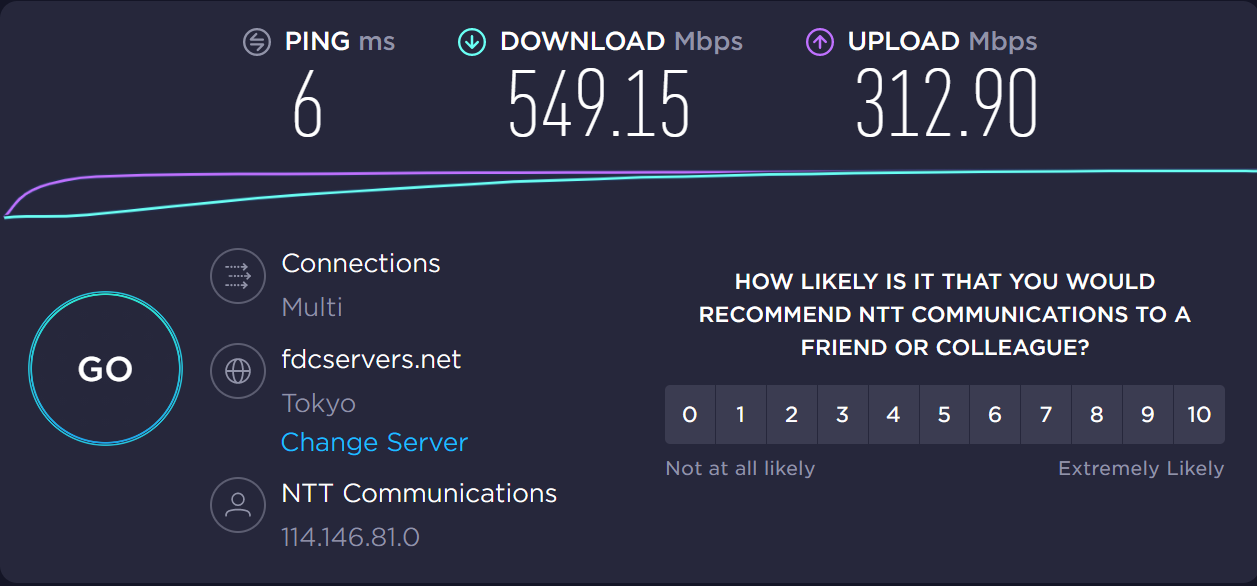 PING ms
6
DOWNLOAD Mbps
549.15
UPLOAD Mbps
312.90
GO
Connections
Multi
fdcservers.net
Tokyo
Change Server
NTT Communications
114.146.81.0
HOW LIKELY IS IT THAT YOU WOULD
RECOMMEND NTT COMMUNICATIONS TO A
FRIEND OR COLLEAGUE?
0 1 2 3 4 5 6 7 8 9 10
Not at all likely Extremely Likely